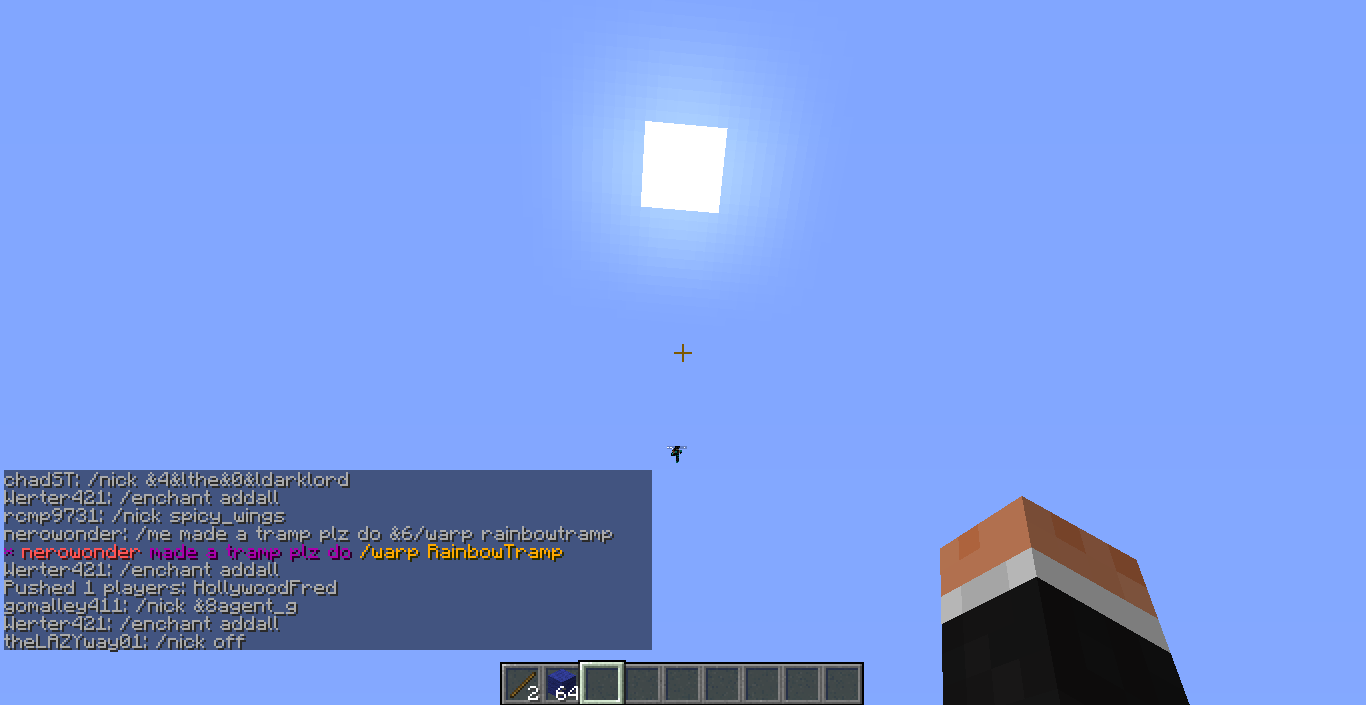 chadST: /nick &4&lthe&0&ldarklord
Werter421: /enchant addall
rcmp9731: /nick spicy_wings
nerowonder: /me made a tramp plz do &6/warp rainbowtramp
* nerowonder made a tramp plz do /warp RainbowTramp
Werter421: /enchant addall
Pushed 1 players: HollywoodFred
gomalley411: /nick &8agent_g
Werter421: /enchant addall
theLAZYway01: /nick off
2 64